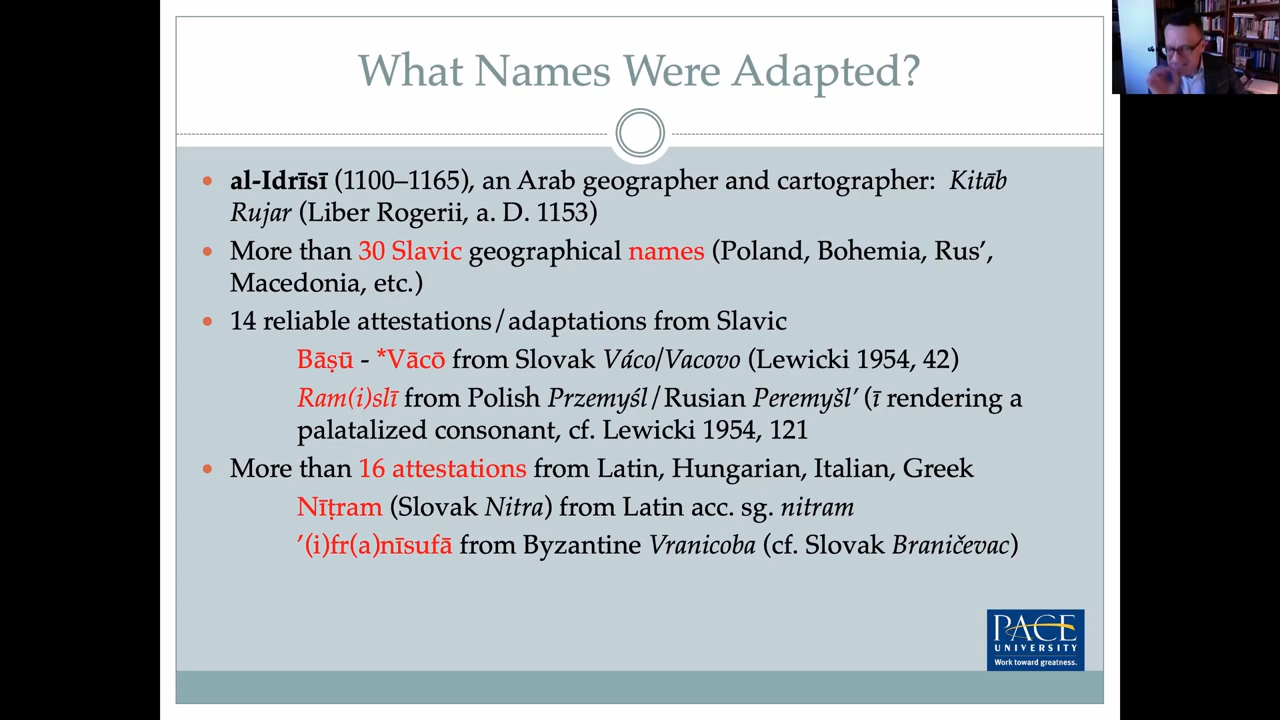 What Names Were Adapted?
• al-Idrīsī (1100–1165), an Arab geographer and cartographer: Kitāb
Rujar (Liber Rogerii, a. D. 1153)
• More than 30 Slavic geographical names (Poland, Bohemia, Rus’,
Macedonia, etc.)
• 14 reliable attestations/adaptations from Slavic
Bāṣū - *Vācō from Slovak Váco/Vacovo (Lewicki 1954, 42)
Ram(i)slī from Polish Przemyśl/Rusian Peremyšl’ (ī rendering a
palatalized consonant, cf. Lewicki 1954, 121
• More than 16 attestations from Latin, Hungarian, Italian, Greek
Nīṭram (Slovak Nitra) from Latin acc. sg. nitram
’(i)fr(a)nīsufā from Byzantine Vranicoba (cf. Slovak Braničevac)
PACE
UNIVERSITY
Work toward greatness.